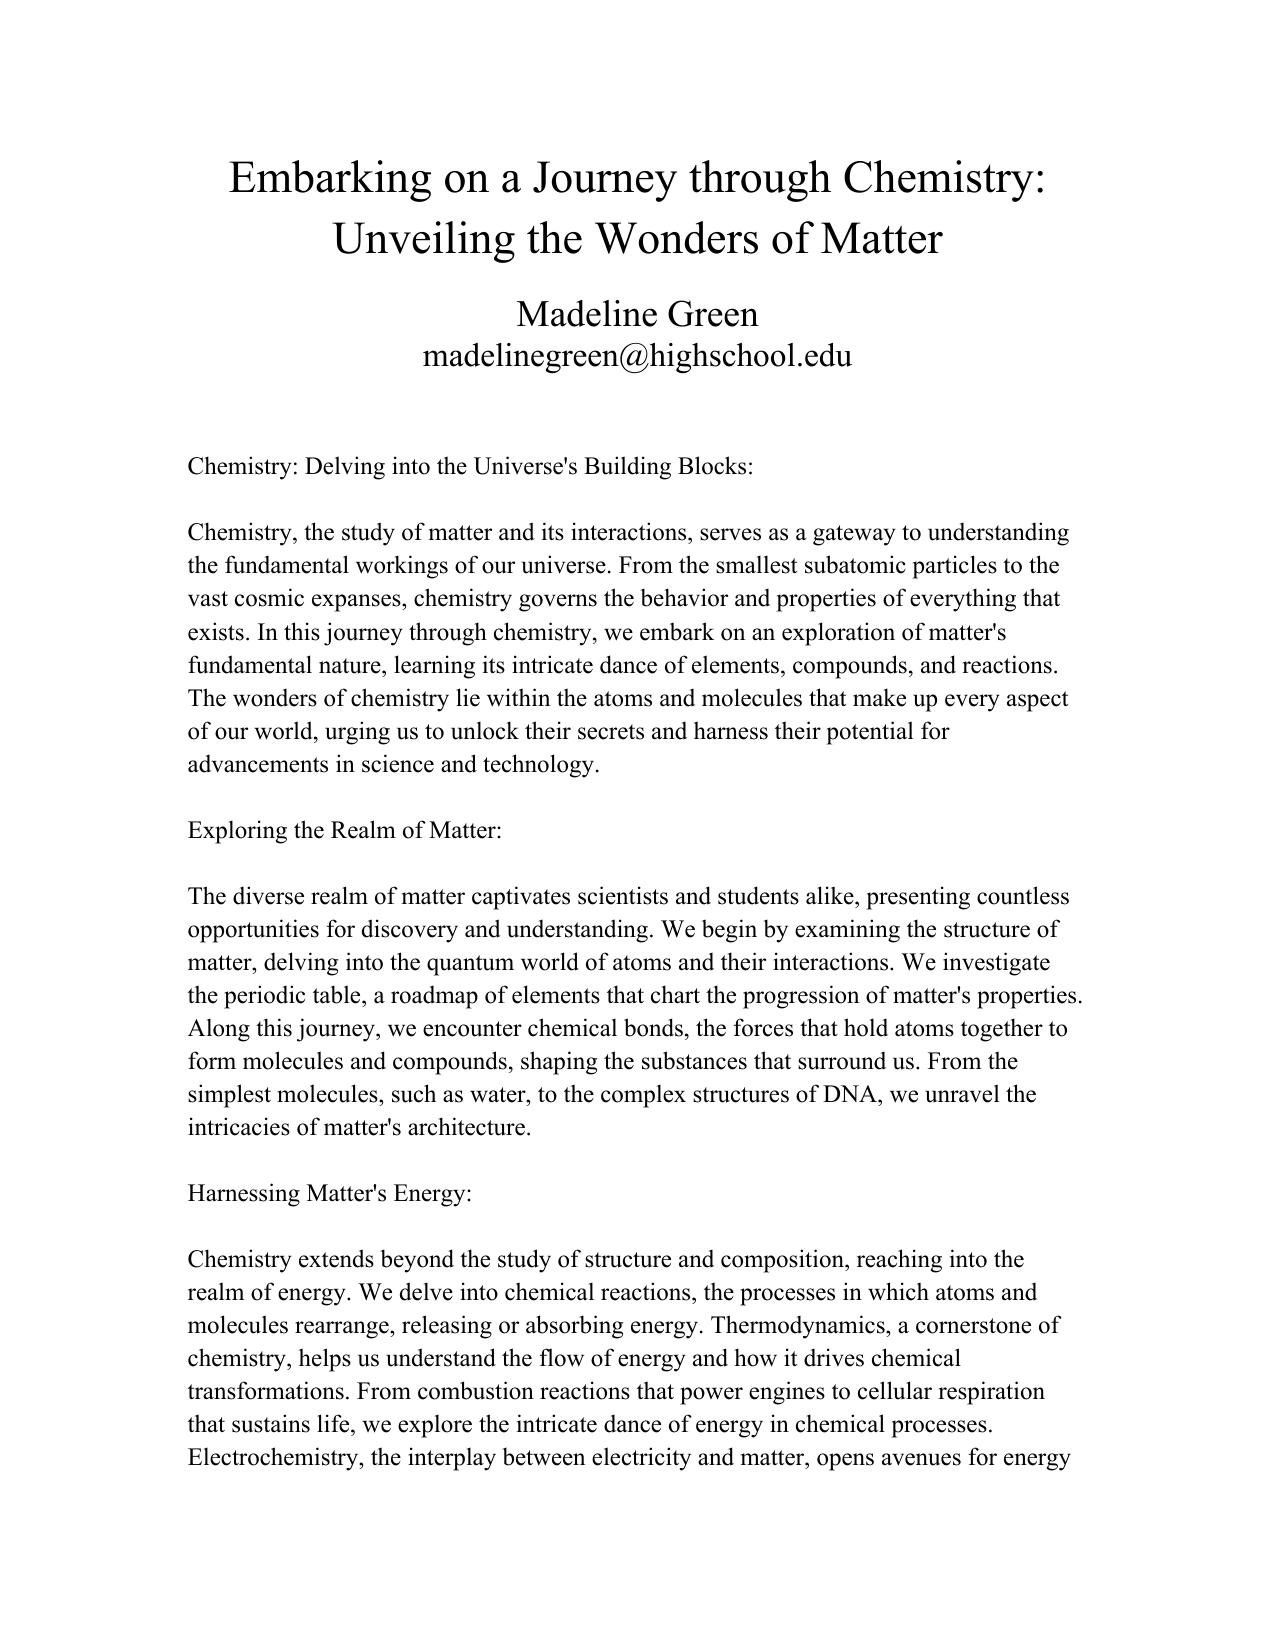 Embarking on a Journey through Chemistry:
Unveiling the Wonders of Matter
Madeline Green
madelinegreen@highschool.edu
Chemistry: Delving into the Universe's Building Blocks:
Chemistry, the study of matter and its interactions, serves as a gateway to understanding
the fundamental workings of our universe. From the smallest subatomic particles to the
vast cosmic expanses, chemistry governs the behavior and properties of everything that
exists. In this journey through chemistry, we embark on an exploration of matter's
fundamental nature, learning its intricate dance of elements, compounds, and reactions.
The wonders of chemistry lie within the atoms and molecules that make up every aspect
of our world, urging us to unlock their secrets and harness their potential for
advancements in science and technology.
Exploring the Realm of Matter:
The diverse realm of matter captivates scientists and students alike, presenting countless
opportunities for discovery and understanding. We begin by examining the structure of
matter, delving into the quantum world of atoms and their interactions. We investigate
the periodic table, a roadmap of elements that chart the progression of matter's properties.
Along this journey, we encounter chemical bonds, the forces that hold atoms together to
form molecules and compounds, shaping the substances that surround us. From the
simplest molecules, such as water, to the complex structures of DNA, we unravel the
intricacies of matter's architecture.
Harnessing Matter's Energy:
Chemistry extends beyond the study of structure and composition, reaching into the
realm of energy. We delve into chemical reactions, the processes in which atoms and
molecules rearrange, releasing or absorbing energy. Thermodynamics, a cornerstone of
chemistry, helps us understand the flow of energy and how it drives chemical
transformations. From combustion reactions that power engines to cellular respiration
that sustains life, we explore the intricate dance of energy in chemical processes.
Electrochemistry, the interplay between electricity and matter, opens avenues for energy